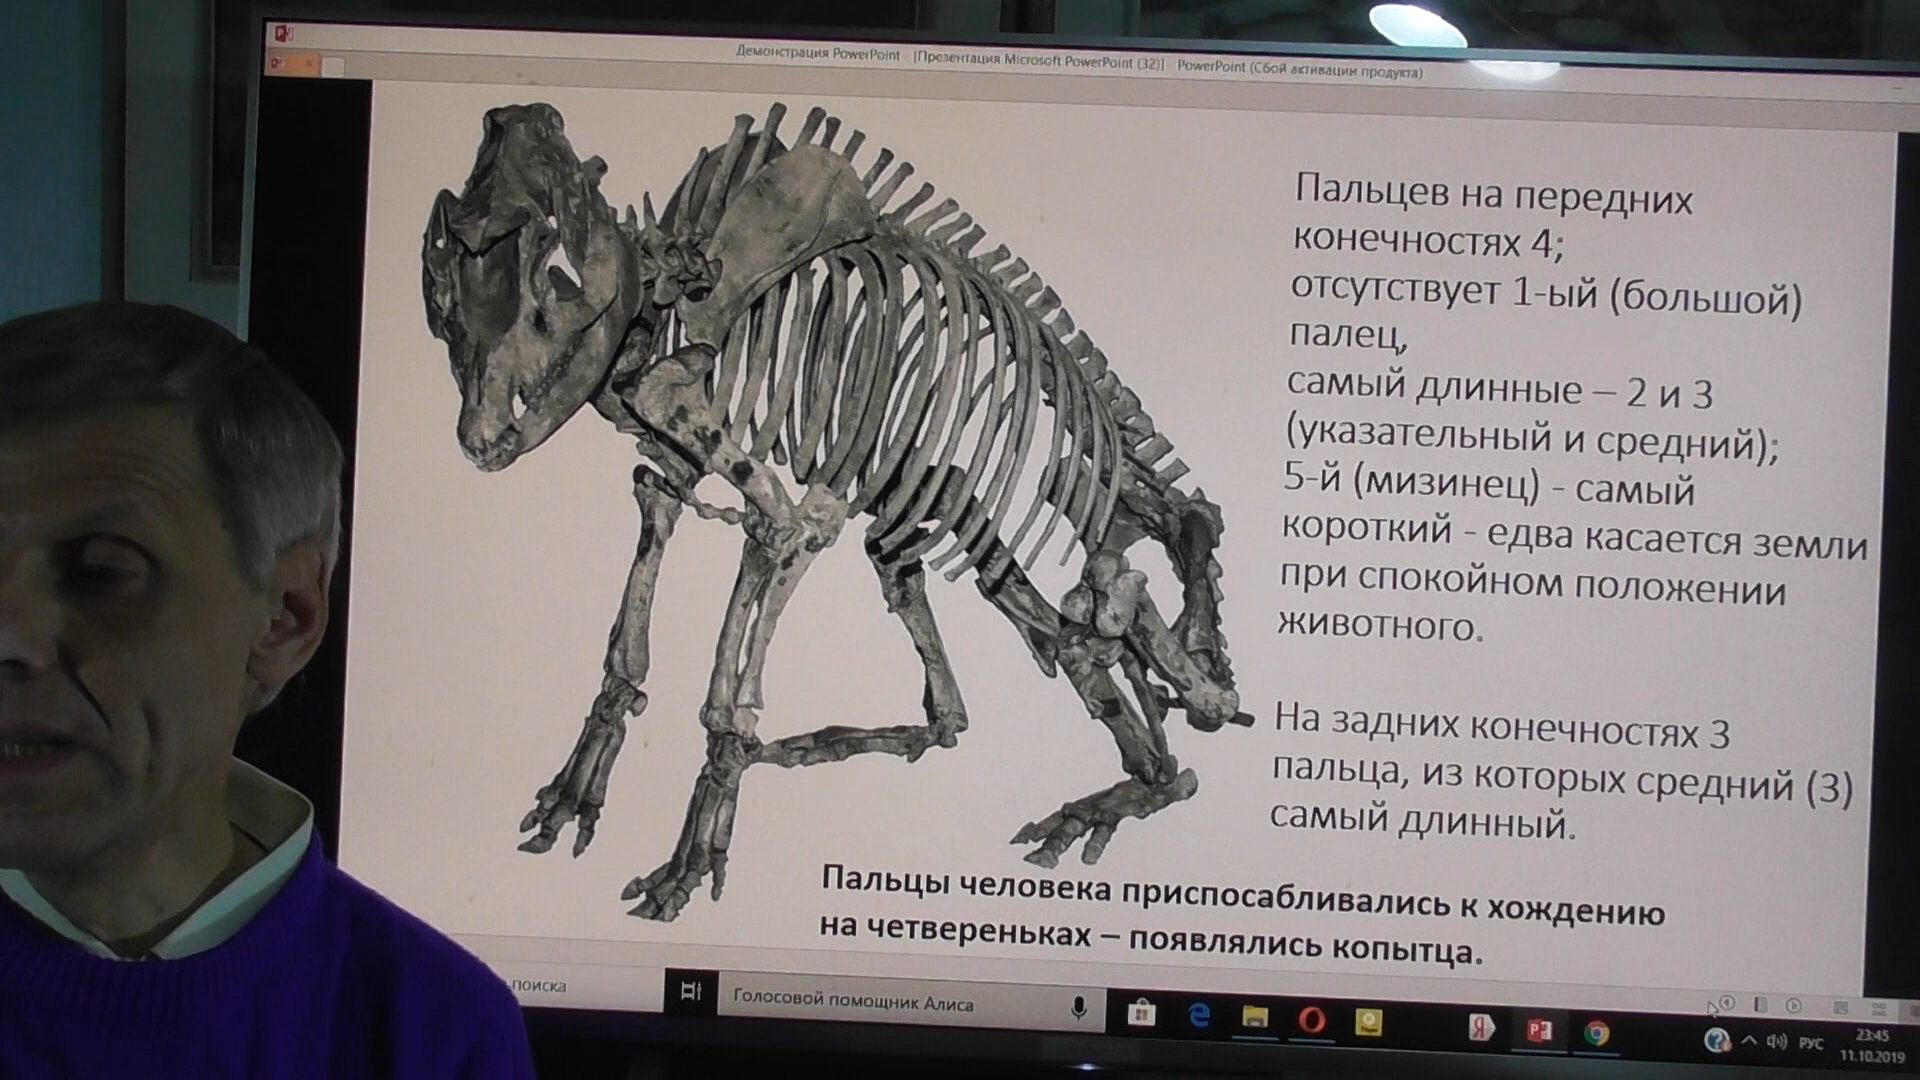 Демонстрация PowerPoint - [Презентация Microsoft PowerPoint (32)] - PowerPoint (Сбой активации продукта)
Пальцев на передних
конечностях 4;
отсутствует 1-ый (большой)
палец,
самый длинные – 2 и 3
(указательный и средний);
5-й (мизинец) - самый
короткий - едва касается земли
при спокойном положении
животного.
На задних конечностях 3
пальца, из которых средний (3)
самый длинный.
Пальцы человека приспосабливались к хождению
на четвереньках – появлялись копытца.
поиска
Голосовой помощник Алиса
Я
РУС
23:45
11.10.2019